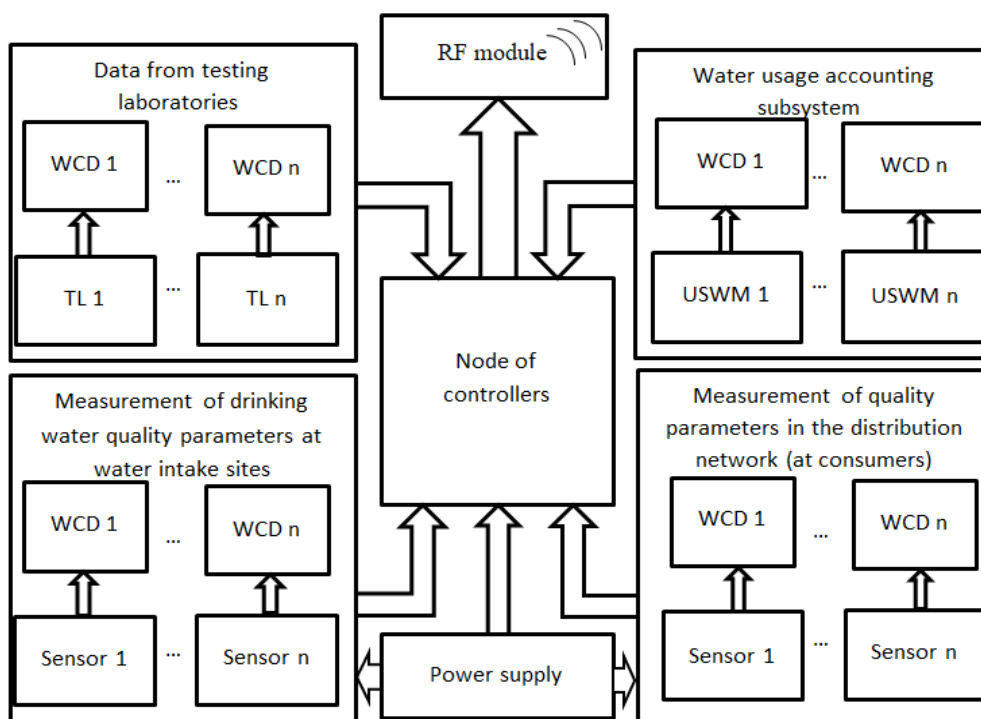 RF module
Data from testing
laboratories
WCD 1
...
WCD n
TL 1
...
TL n
Water usage accounting
subsystem
WCD 1
...
WCD n
USWM 1
...
USWM n
Node of
controllers
Measurement of drinking
water quality parameters at
water intake sites
WCD 1
...
WCD n
Sensor 1
...
Sensor n
Measurement of quality
parameters in the distribution
network (at consumers)
WCD 1
...
WCD n
Sensor 1
...
Sensor n
Power supply